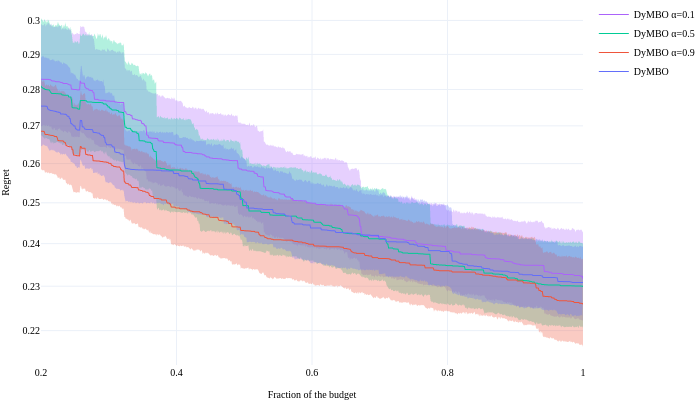 DyMBO α=0.1
DyMBO α=0.5
DyMBO α=0.9
DyMBO
0.3
0.29
0.28
0.27
0.26
0.25
0.24
0.23
0.22
Regret
0.2 0.4 0.6 0.8 1
Fraction of the budget